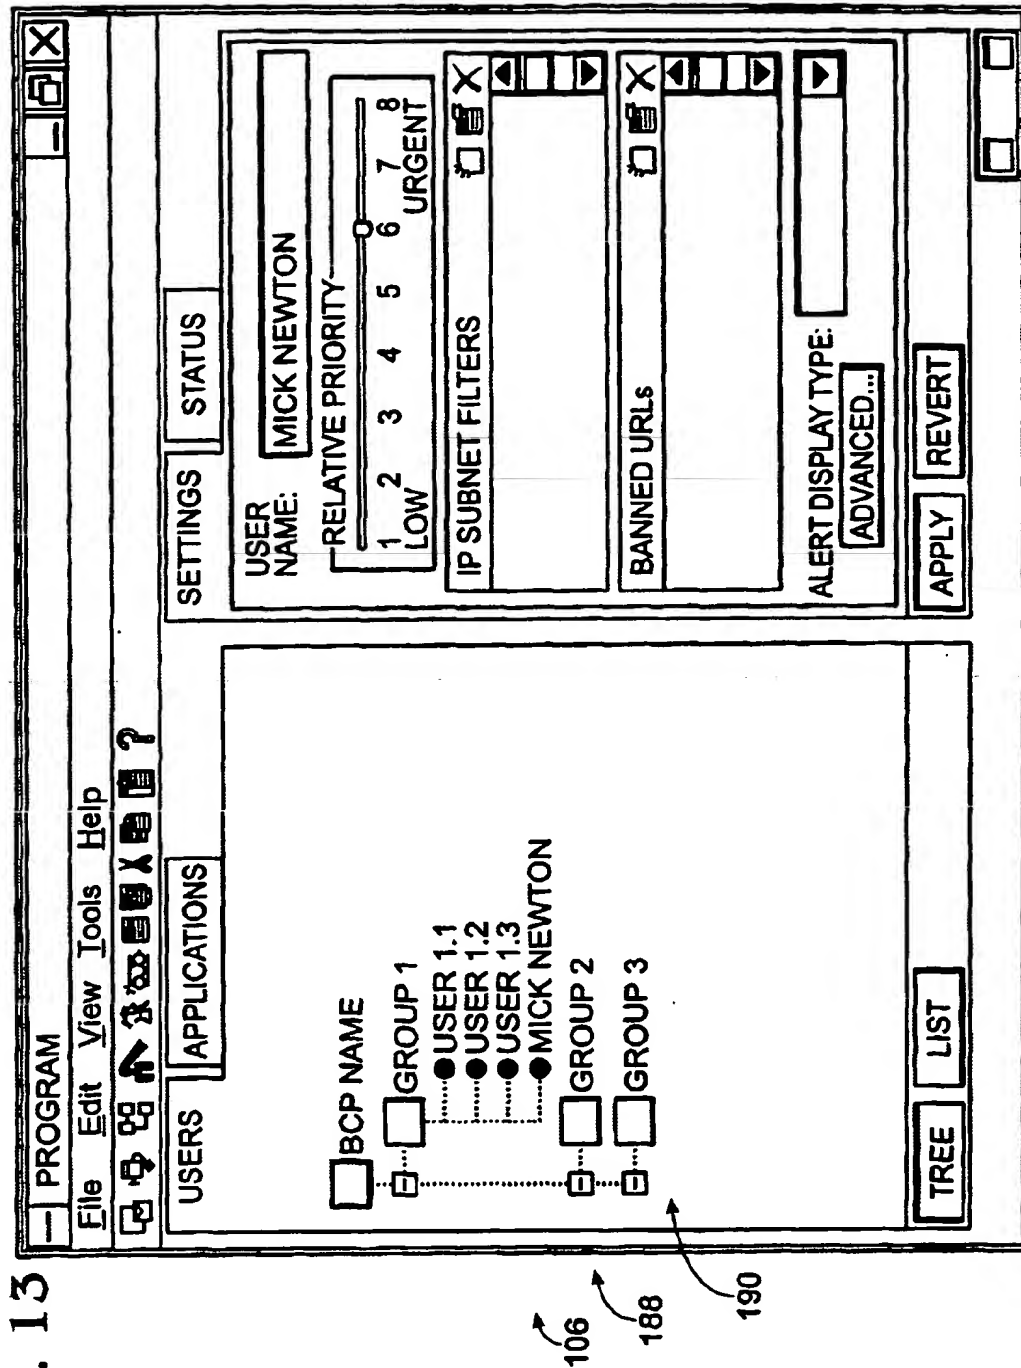 . 13
PROGRAM
File Edit View Tools Help
?
USERS
APPLICATIONS
BCP NAME
GROUP 1
USER 1.1
USER 1.2
USER 1.3
MICK NEWTON
GROUP 2
GROUP 3
TREE
LIST
SETTINGS
STATUS
USER
NAME:
MICK NEWTON
RELATIVE PRIORITY
1 2 3 4 5 6 7 8
LOW URGENT
IP SUBNET FILTERS
BANNED URLs
ALERT DISPLAY TYPE:
ADVANCED...
APPLY
REVERT
106
188
190